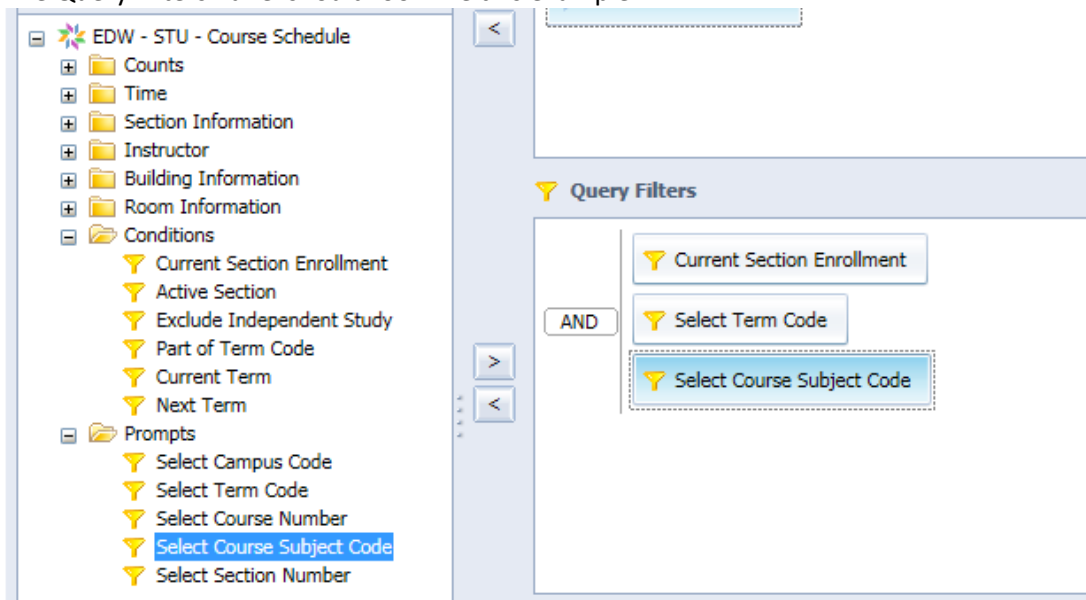 EDW - STU - Course Schedule
Counts
Time
Section Information
Instructor
Building Information
Room Information
Conditions
Current Section Enrollment
Active Section
Exclude Independent Study
Part of Term Code
Current Term
Next Term
Prompts
Select Campus Code
Select Term Code
Select Course Number
Select Course Subject Code
Select Section Number
<
>
<
Query Filters
AND
Current Section Enrollment
Select Term Code
Select Course Subject Code